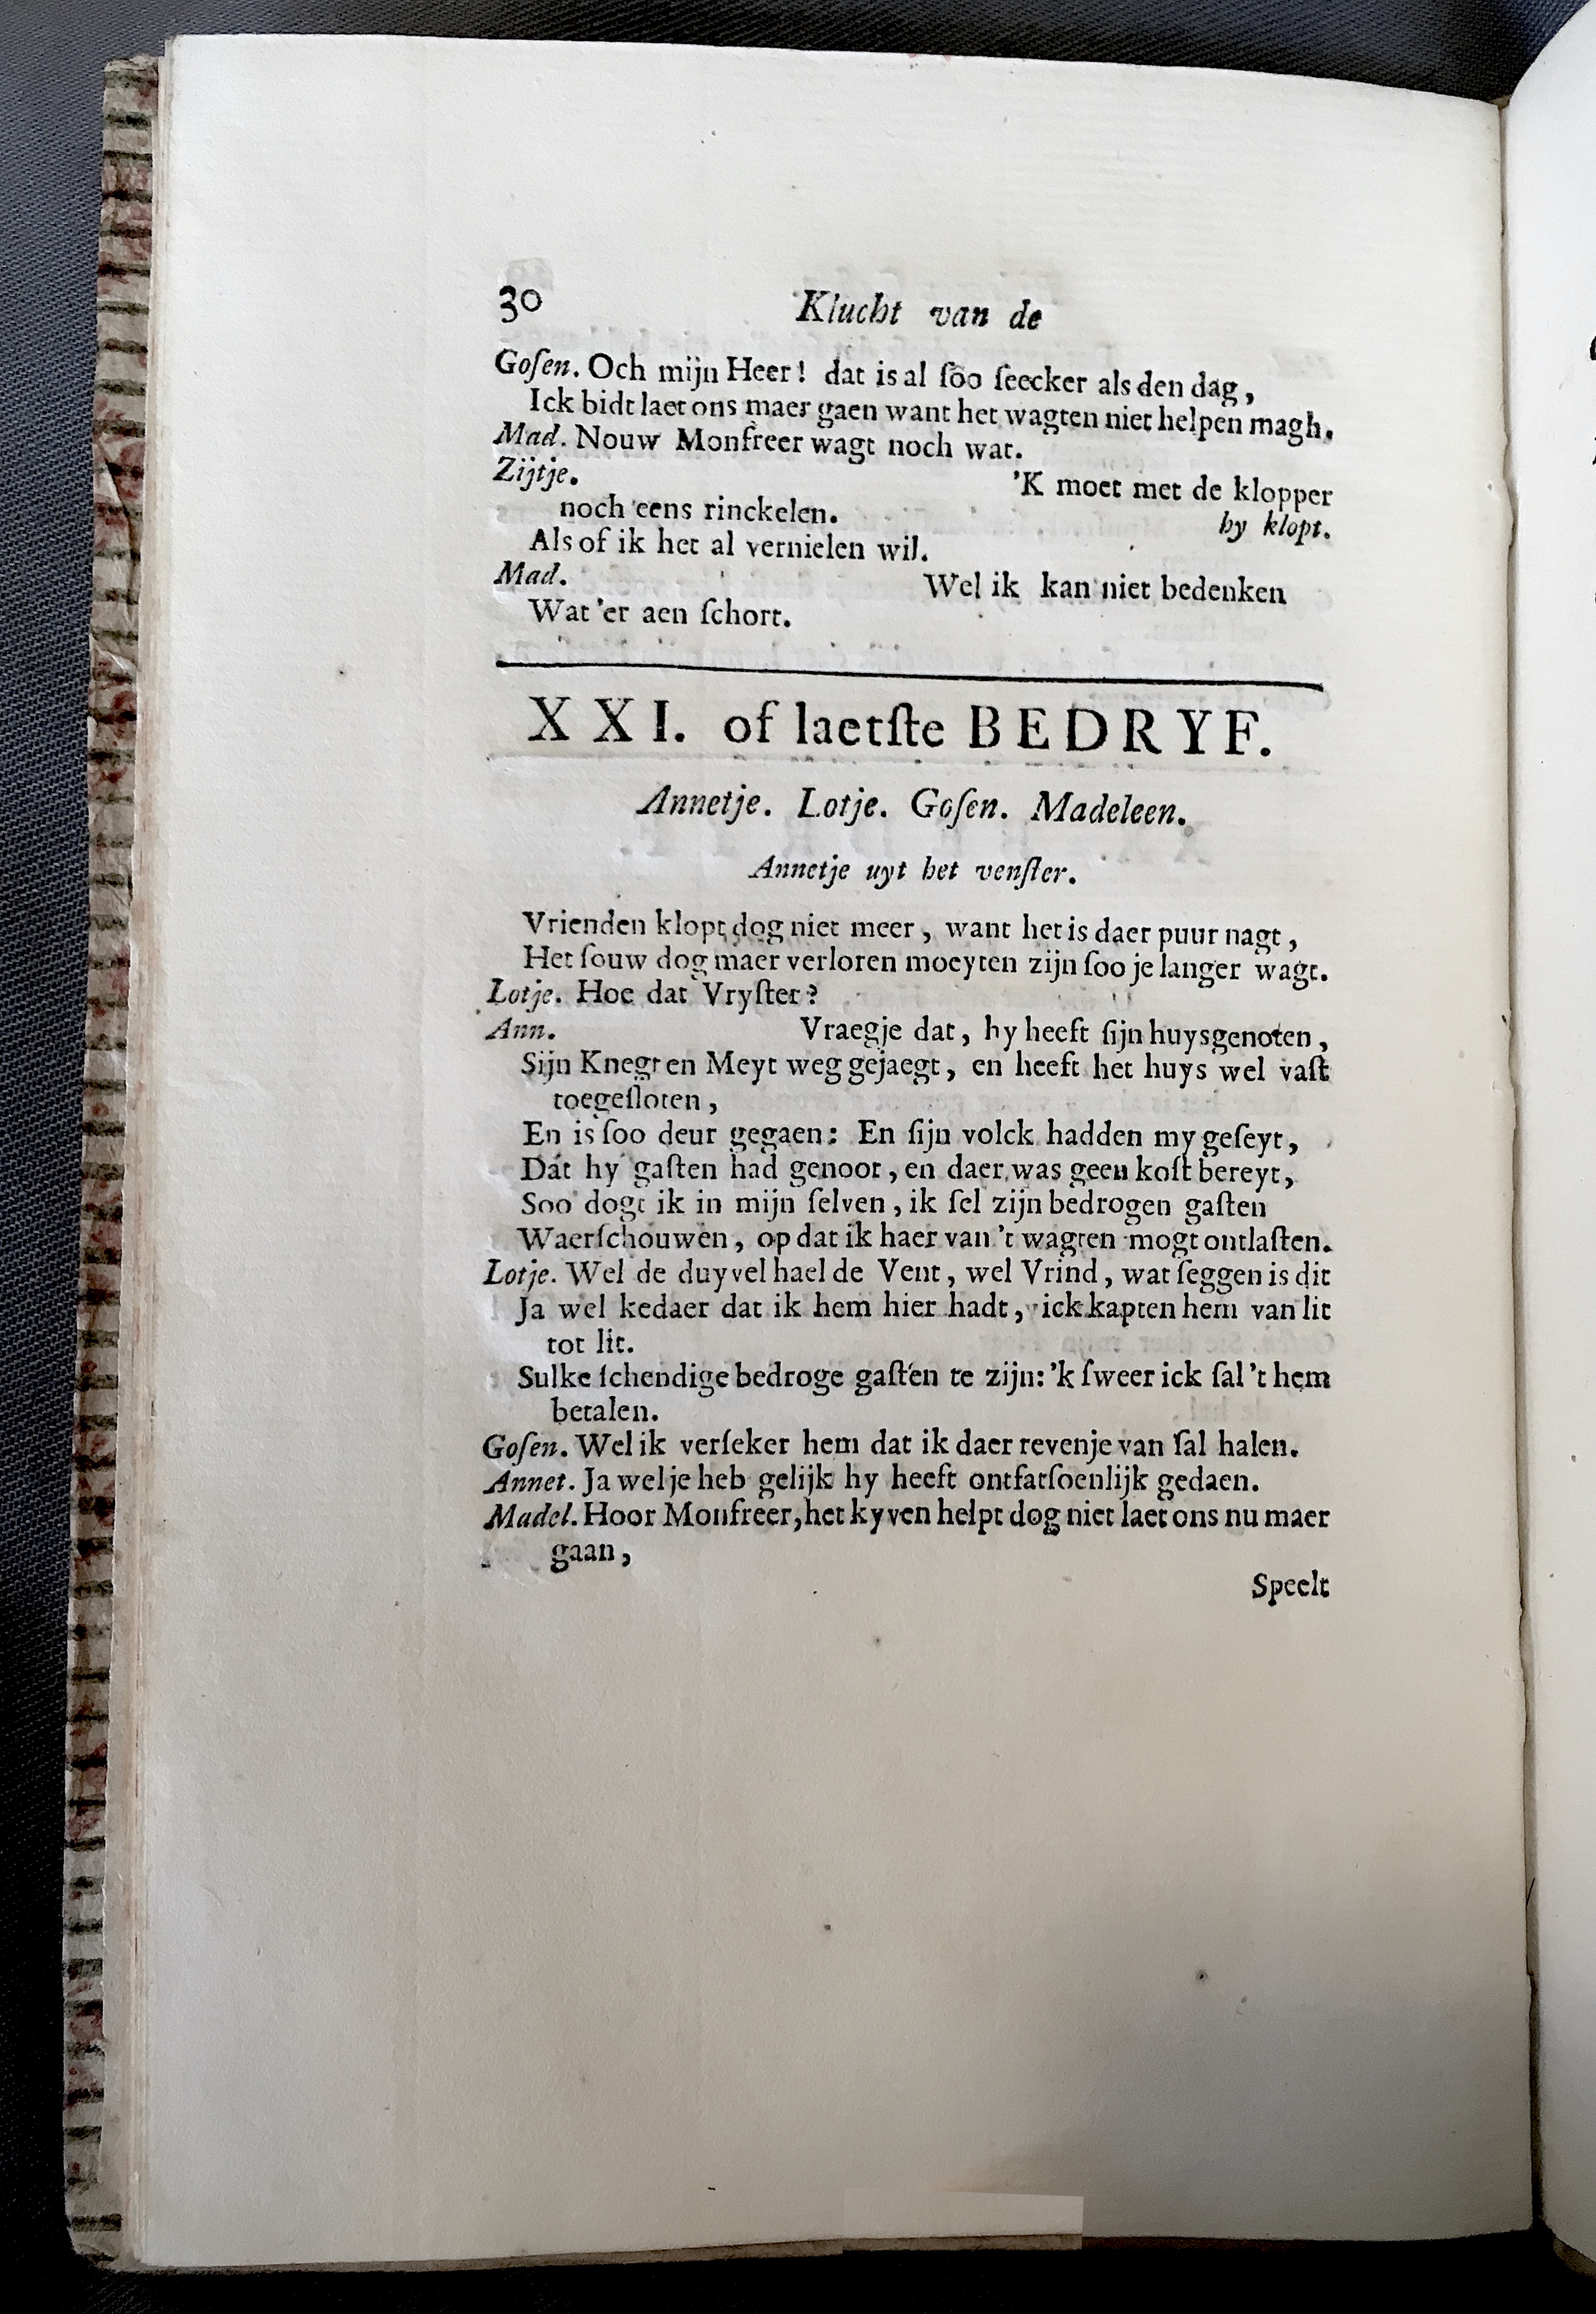 30 Klucht van de
Goſen. Och mijn Heer! dat is al ſoo ſeecker als den dag,
Ick bidt laet ons maer gaen want het wagten niet helpen magh.
Mad. Nouw Monfreer wagt noch wat.
Zijtje. 'K moet met de klopper
noch eens rinckelen. hy klopt.
Als of ik het al vernielen wil.
Mad. Wel ik kan niet bedenken
Wat 'er aen ſchort.
XXI. of laetſte BEDRYF.
Annetje. Lotje. Goſen. Madeleen.
Annetje uyt het venſter.
Vrienden klopt dog niet meer, want het is daer puur nagt,
Het ſouw dog maer verloren moeyten zijn ſoo je langer wagt.
Lotje. Hoe dat Vryſter?
Ann. Vraegje dat, hy heeft ſijn huysgenoten,
Sijn Knegt en Meyt weg gejaegt, en heeft het huys wel vaſt
toegeſloten,
En is ſoo deur gegaen: En ſijn volck hadden my geſeyt,
Dat hy gaſten had genoot, en daer was geen koſt bereyt,
Soo dogt ik in mijn ſelven, ik ſel zijn bedrogen gaſten
Waerſchouwen, op dat ik haer van 't wagten mogt ontlaſten.
Lotje. Wel de duyvel hael de Vent, wel Vrind, wat ſeggen is dit
Ja wel kedaer dat ik hem hier hadt, ick kapten hem van lit
tot lit.
Sulke ſchendige bedroge gaſten te zijn: 'k ſweer ick ſal 't hem
betalen.
Goſen. Wel ik verſeker hem dat ik daer revenje van ſal halen.
Annet. Ja wel je heb gelijk hy heeft ontfatſoenlijk gedaen.
Madel. Hoor Monfreer, het kyven helpt dog niet laet ons nu maer
gaan,
Speelt